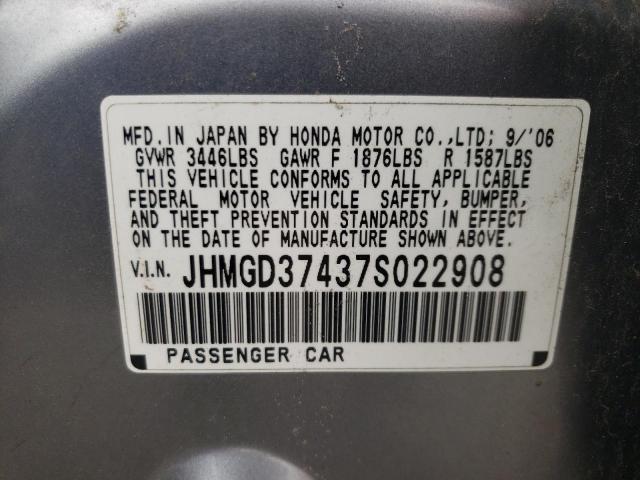 MFD. IN JAPAN BY HONDA MOTOR CO.,LTD; 9/'06
GVWR 3446LBS GAWR F 1876LBS R 1587LBS
THIS VEHICLE CONFORMS TO ALL APPLICABLE
FEDERAL MOTOR VEHICLE SAFETY, BUMPER,
AND THEFT PREVENTION STANDARDS IN EFFECT
ON THE DATE OF MANUFACTURE SHOWN ABOVE.
V.I.N. JHMGD37437S022908
PASSENGER CAR